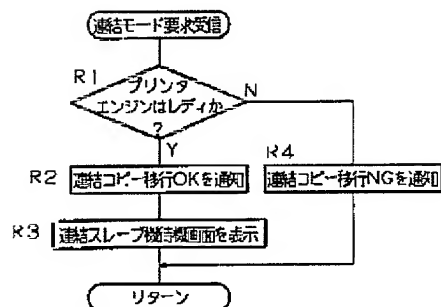 連結モード要求受信
R1
プリンタ
エンジンはレディか
?
N
Y
R2
連結コピー移行OKを通知
R4
連結コピー移行NGを通知
R3
連結スレーブ機待機画面を表示
リターン